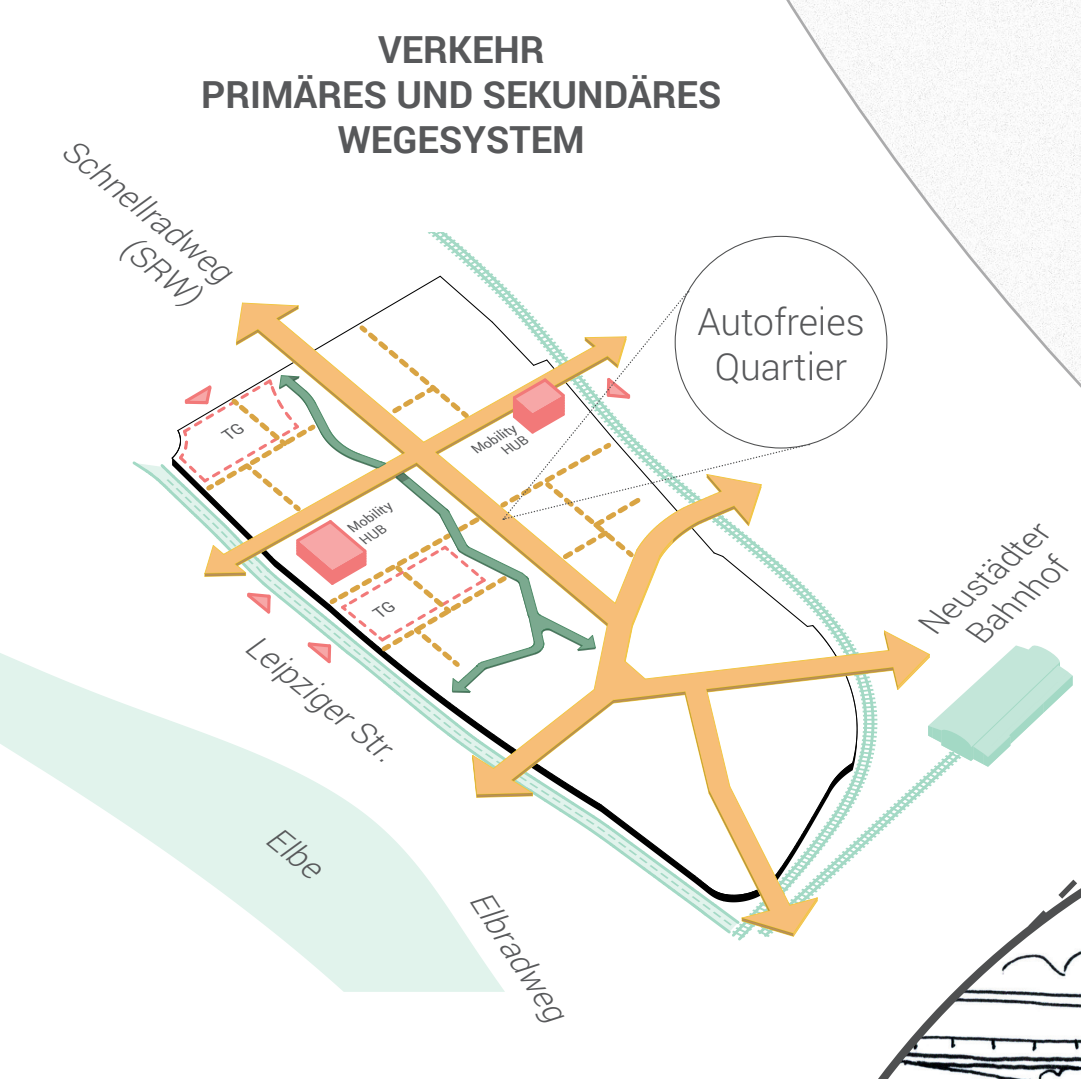 VERKEHR
PRIMÄRES UND SEKUNDÄRES
WEGESYSTEM
Schnellradweg
(SRW)
Autofreies
Quartier
TG
Mobility
HUB
Mobility
HUB
TG
Neustädter
Bahnhof
Leipziger Str.
Elbe
Elbradweg